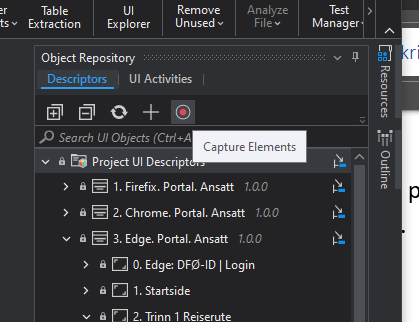 Table
Extraction
UI
Explorer
Remove
Unused
Analyze
File
Test
Manager
Object Repository
Descriptors
UI Activities
Resources
Outline
Search UI Objects (Ctrl+A
Capture Elements
Project UI Descriptors
1. Firefix. Portal. Ansatt 1.0.0
2. Chrome. Portal. Ansatt 1.0.0
3. Edge. Portal. Ansatt 1.0.0
0. Edge: DFØ-ID | Login
1. Startside
2. Trinn 1 Reiserute